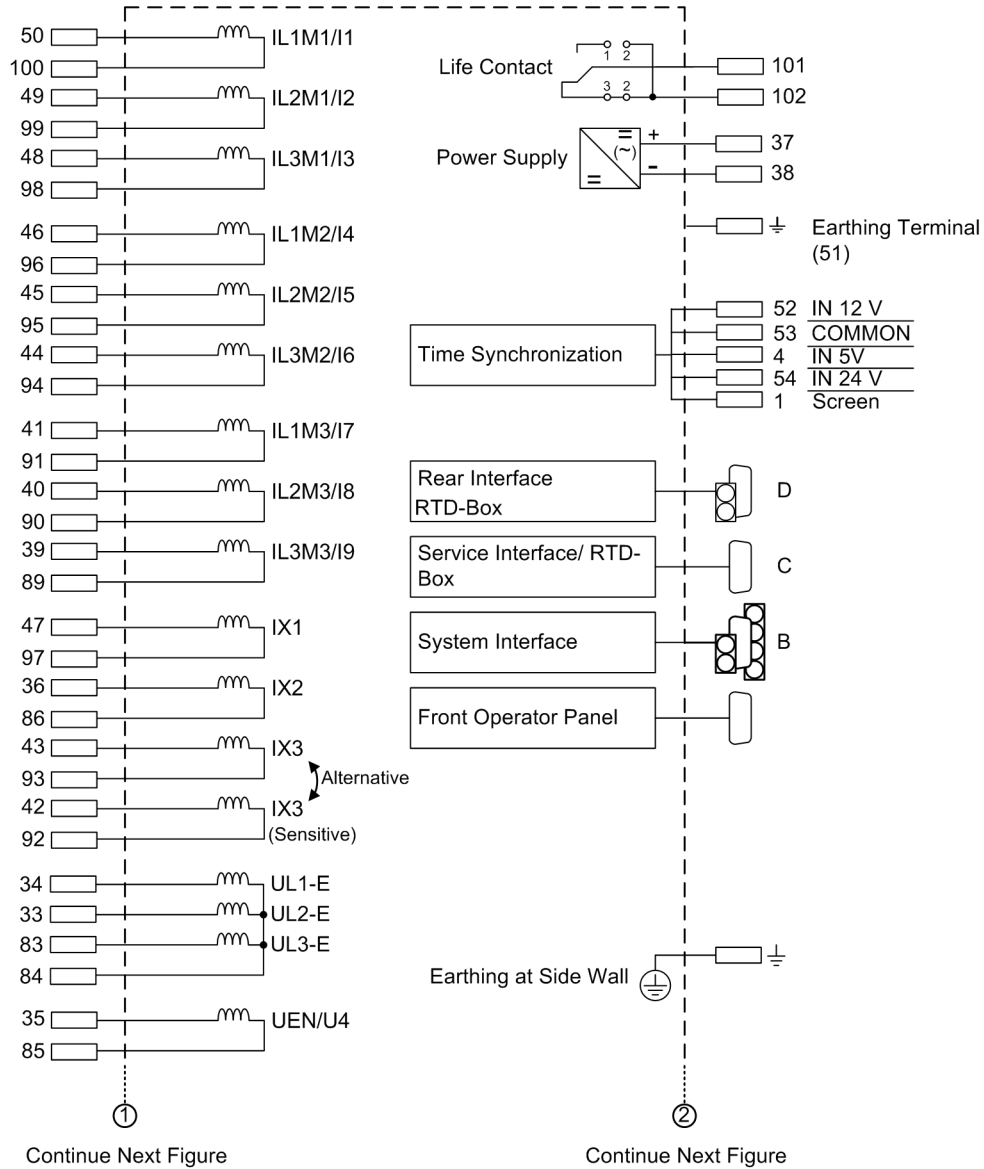 50 IL1M1/I1
100
49 IL2M1/I2
99
48 IL3M1/I3
98
46 IL1M2/I4
96
45 IL2M2/I5
95
44 IL3M2/I6
94
41 IL1M3/I7
91
40 IL2M3/I8
90
39 IL3M3/I9
89
47 IX1
97
36 IX2
86
43 IX3
93 Alternative
42 IX3
(Sensitive)
92
34 UL1-E
33 UL2-E
83 UL3-E
84
35 UEN/U4
85
1
Continue Next Figure
1 2
Life Contact 101
3 2
102
Power Supply = (~) = + 37
- 38
Earthing Terminal
(51)
52 IN 12 V
53 COMMON
Time Synchronization 4 IN 5V
54 IN 24 V
1 Screen
Rear Interface
RTD-Box
D
Service Interface/ RTD-
Box
C
System Interface B
Front Operator Panel
Earthing at Side Wall
2
Continue Next Figure